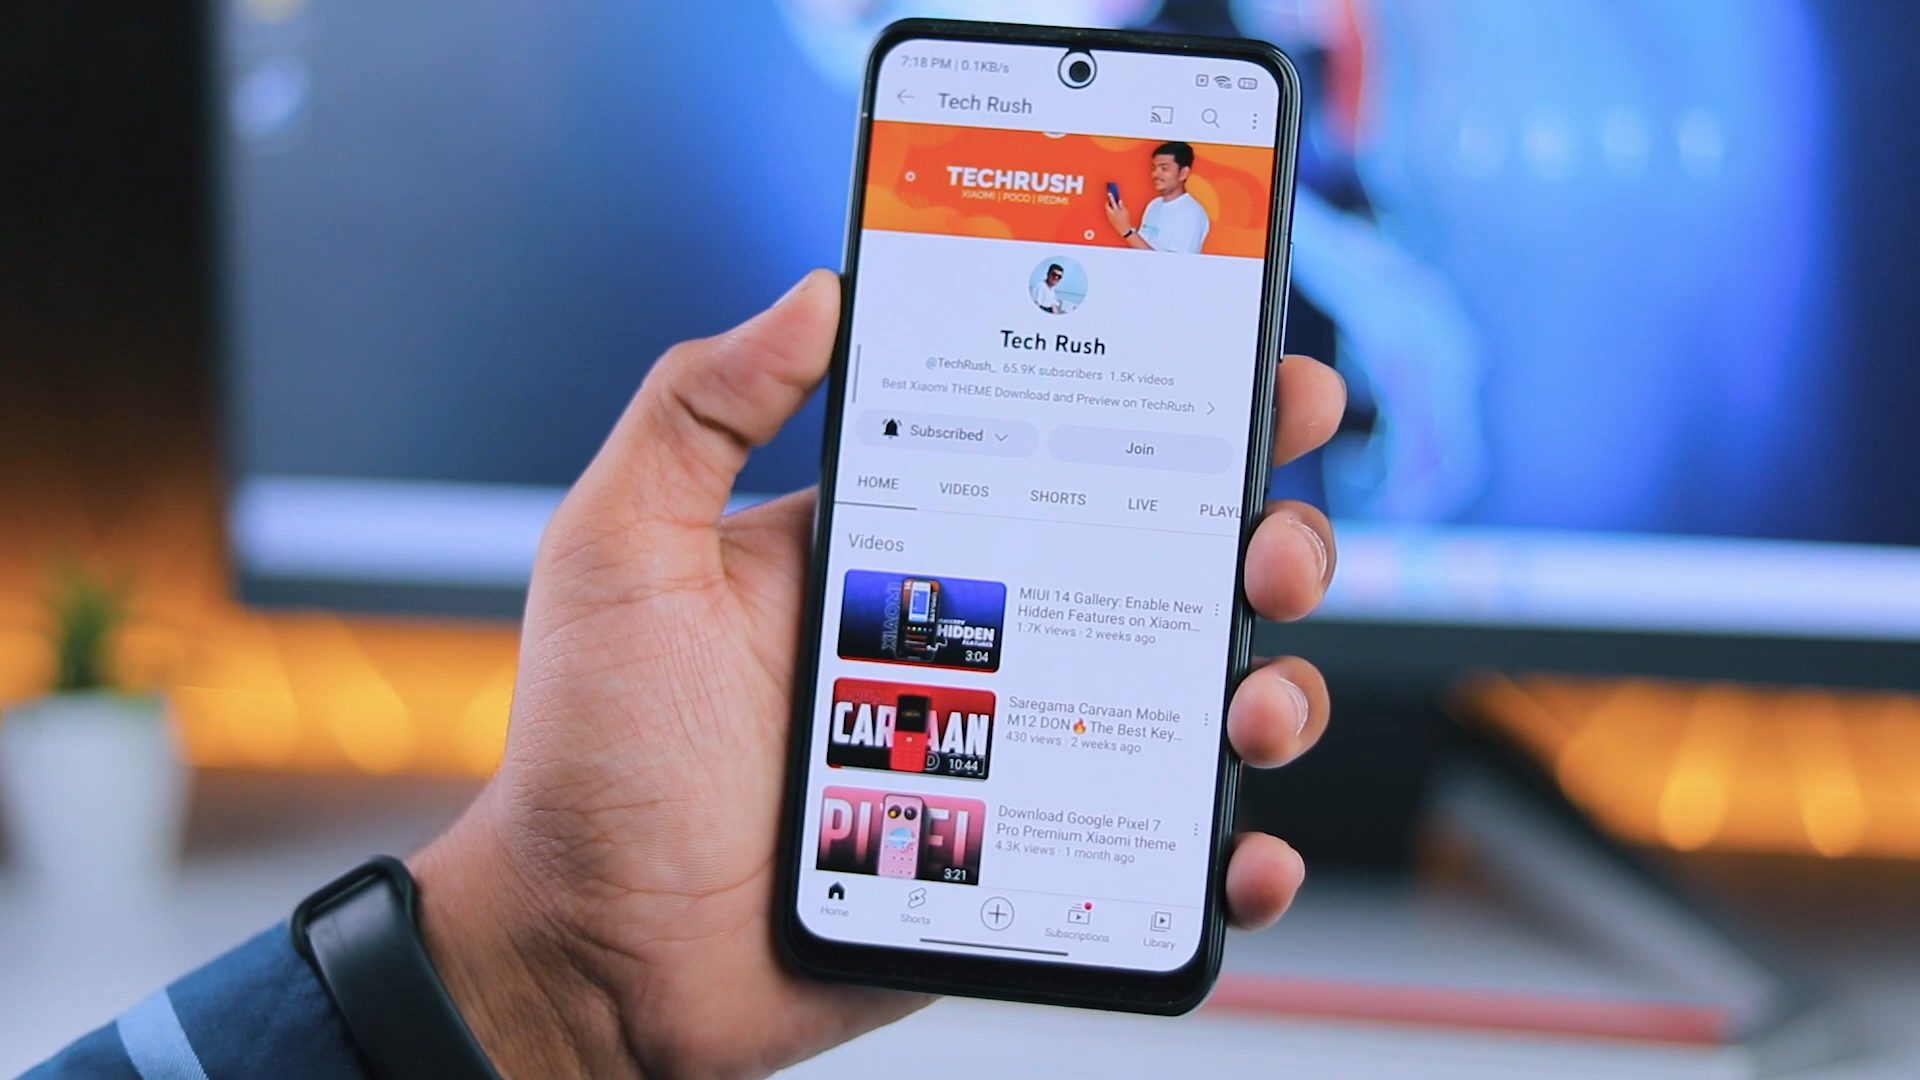 7:18 PM | 0.1KB/s
Tech Rush
TECHRUSH
XIAOMI | POCO | REDMI
Tech Rush
@TechRush_ 65.9K subscribers 1.5K videos
Best Xiaomi THEME Download and Preview on TechRush
Subscribed
Join
HOME VIDEOS SHORTS LIVE PLAYL
Videos
XIAOMI
GALLERY
HIDDEN
FEATURES
3:04
MIUI 14 Gallery: Enable New
Hidden Features on Xiaom...
1.7K views · 2 weeks ago
CARVAAN
10:44
Saregama Carvaan Mobile
M12 DON🔥The Best Key...
430 views · 2 weeks ago
PIXEL
3:21
Download Google Pixel 7
Pro Premium Xiaomi theme
4.3K views · 1 month ago
Home Shorts Subscriptions Library